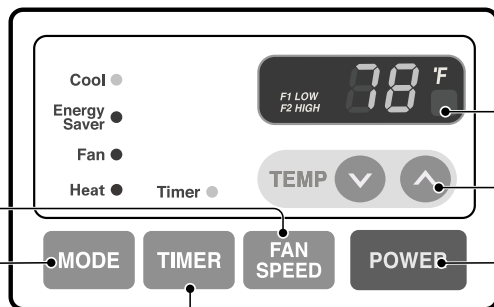 Cool
Energy
Saver
Fan
Heat
Timer
F1 LOW
F2 HIGH
78 °F
TEMP
MODE
TIMER
FAN
SPEED
POWER